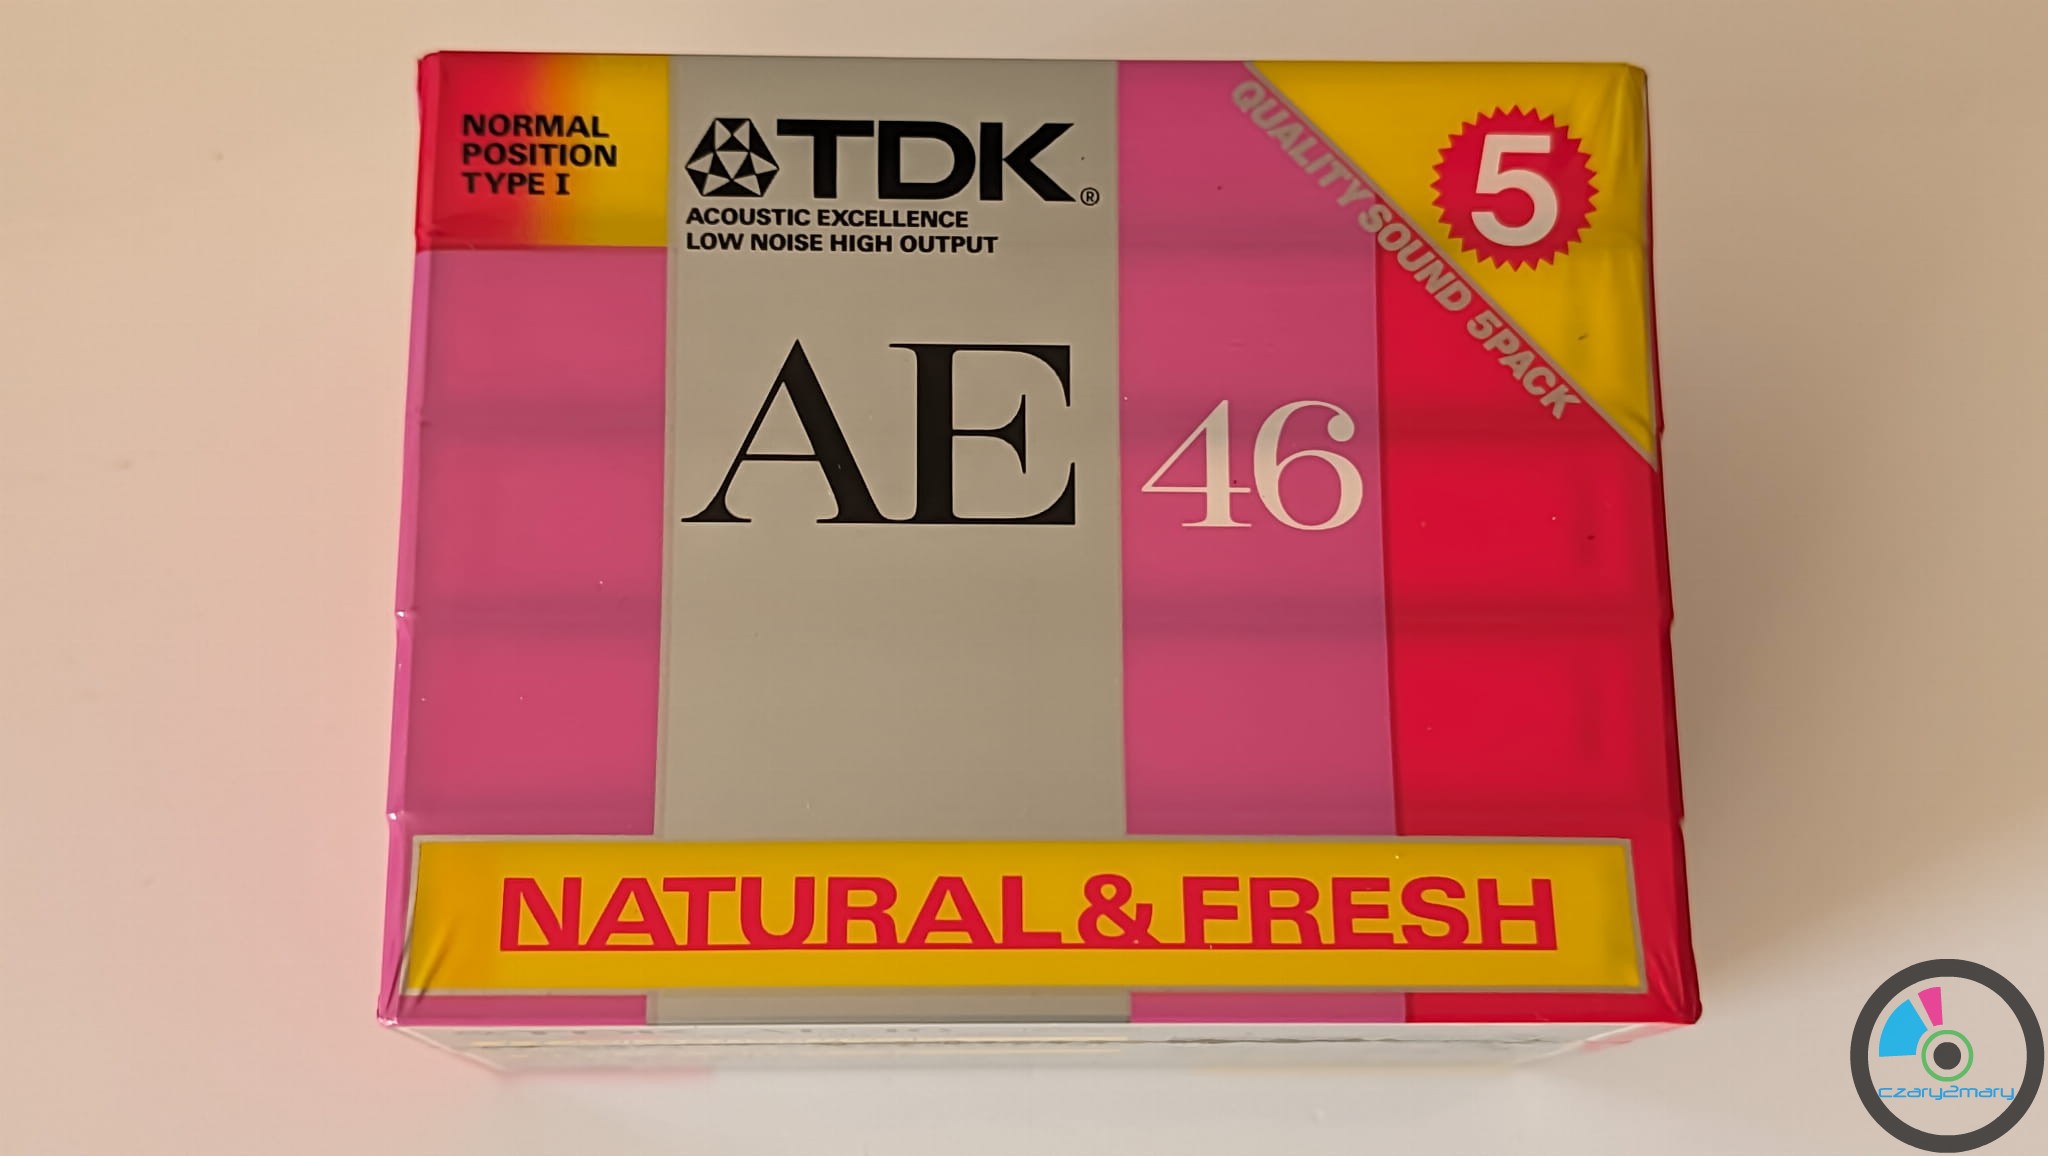 NORMAL
POSITION
TYPE I
TDK®
ACOUSTIC EXCELLENCE
LOW NOISE HIGH OUTPUT
AE 46
QUALITY SOUND 5PACK
5
NATURAL & FRESH
czary2mary